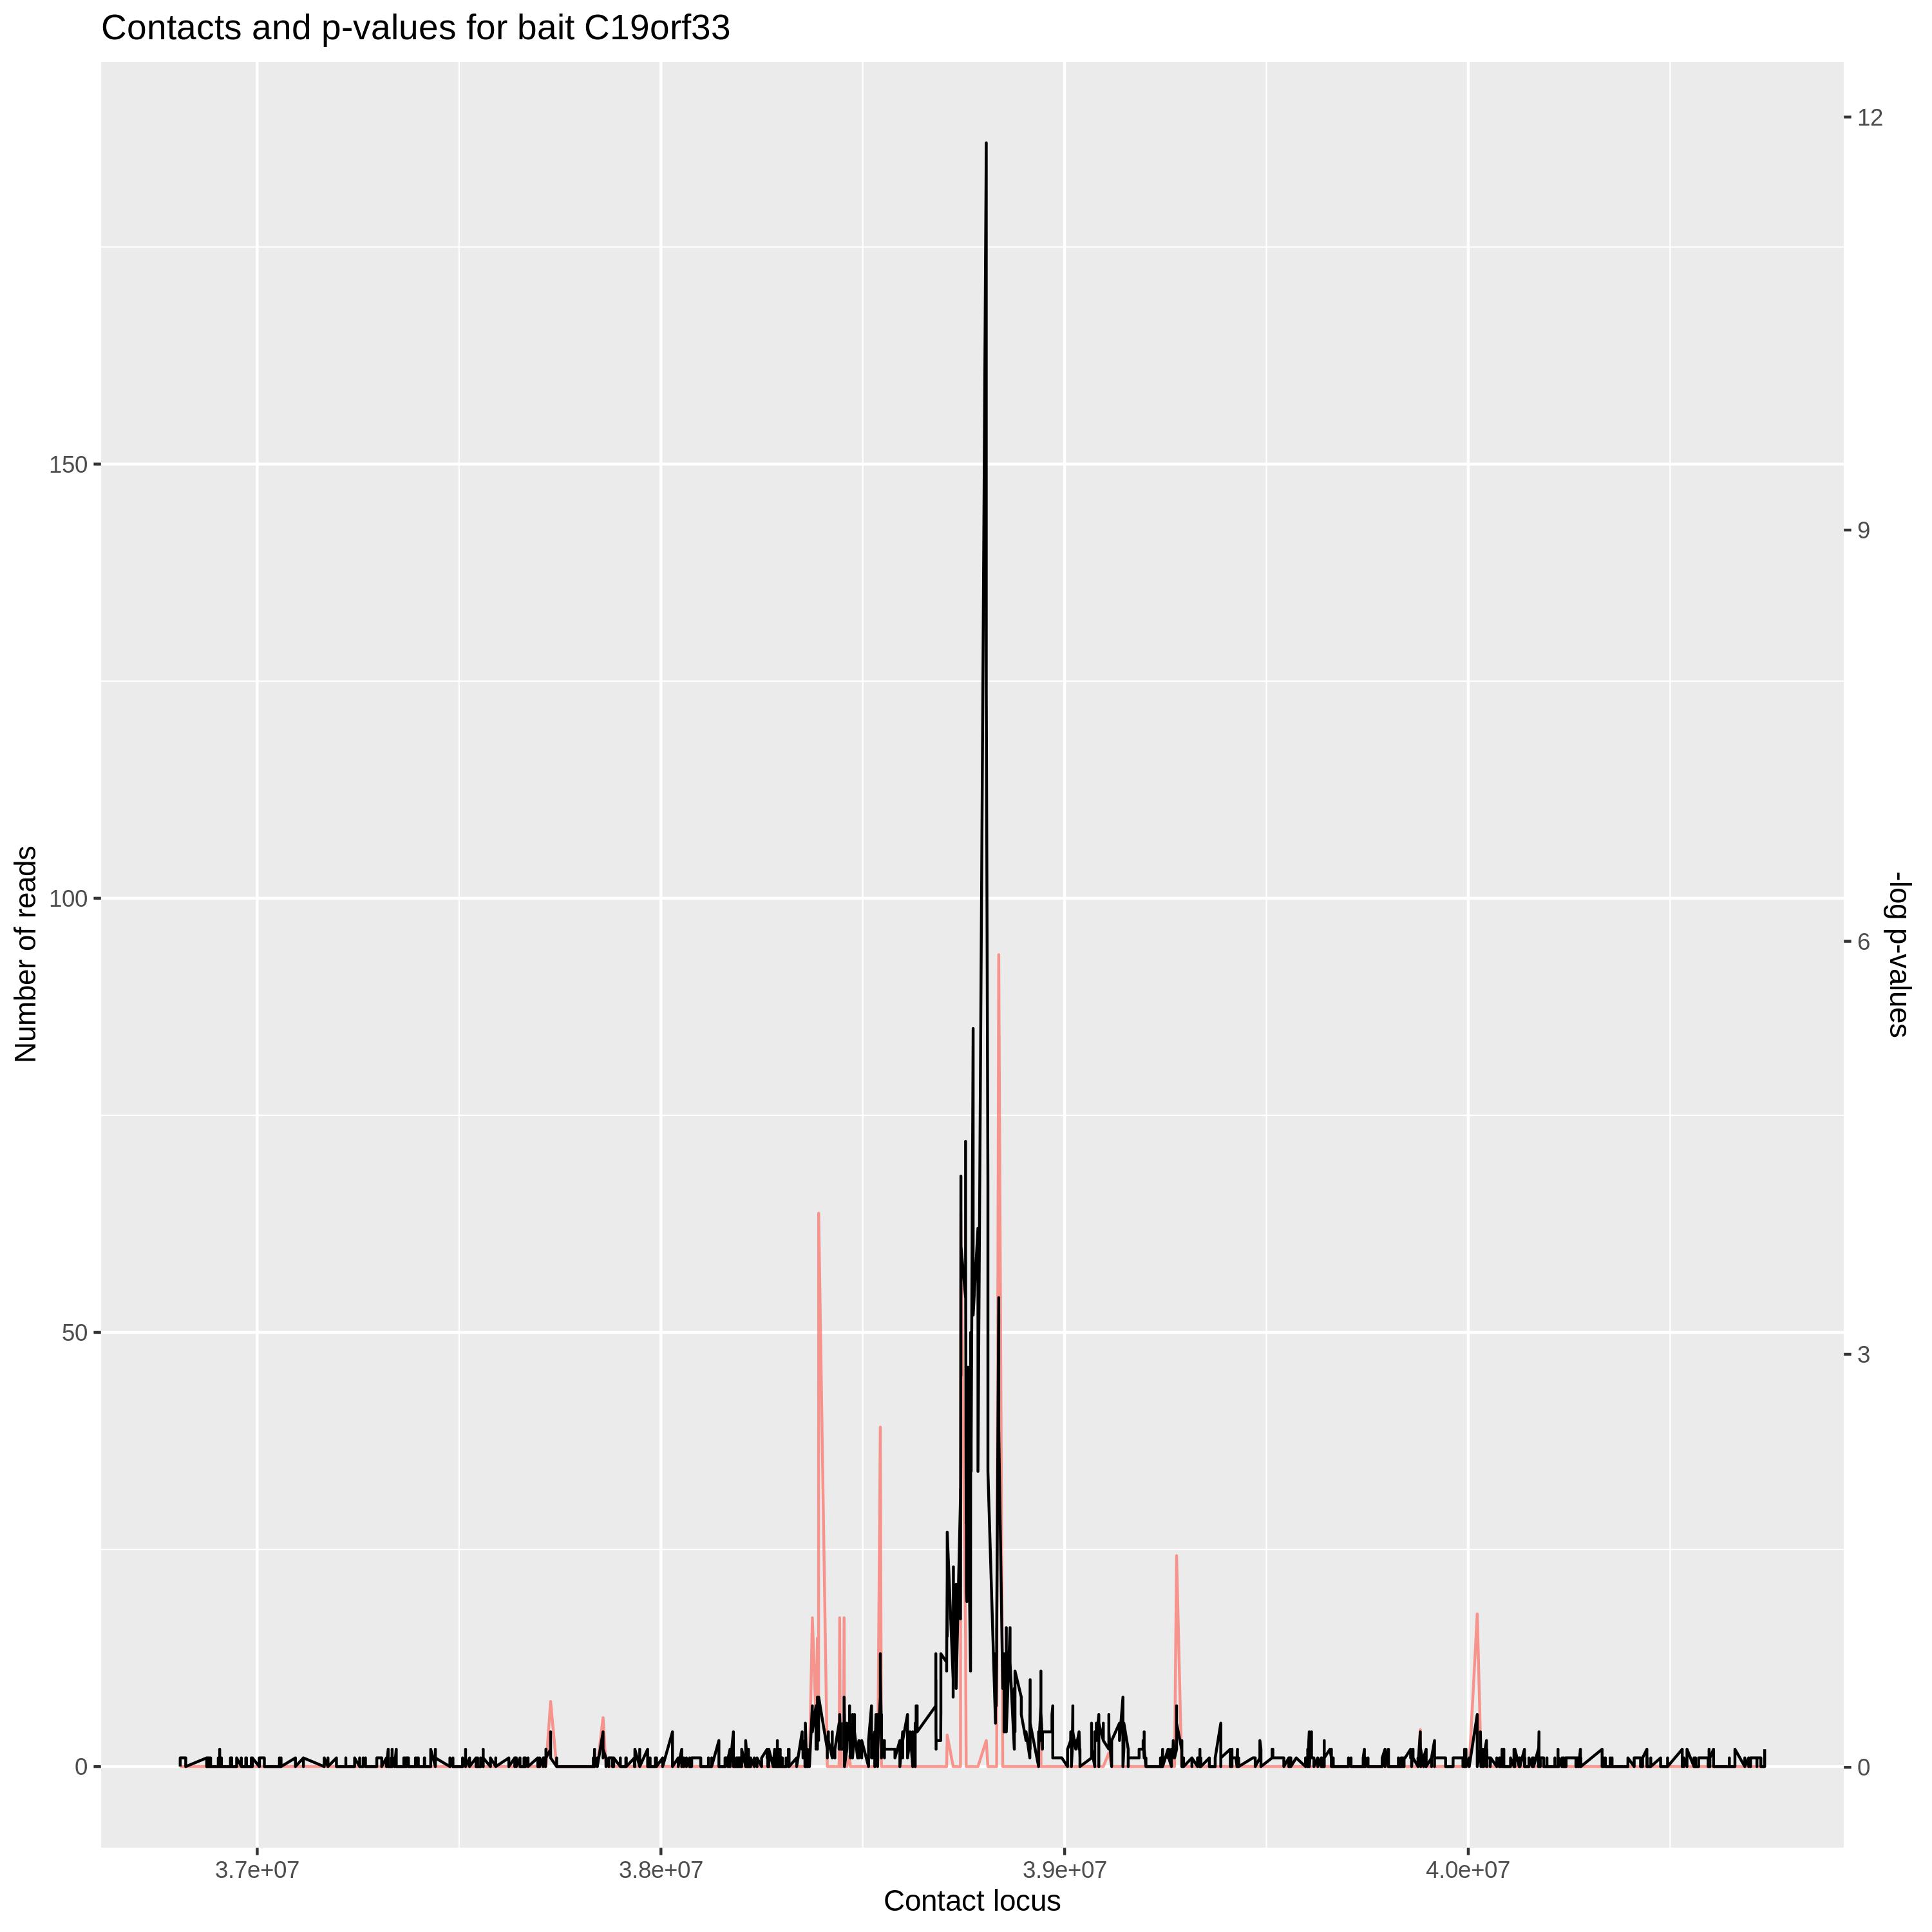 Contacts and p-values for bait C19orf33
Number of reads
150
100
50
0
12
9
6
3
0
-log p-values
3.7e+07
3.8e+07
3.9e+07
4.0e+07
Contact locus